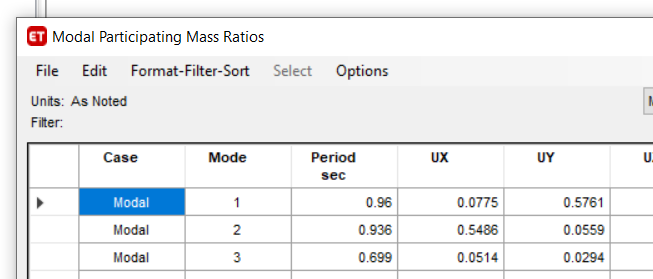 ET Modal Participating Mass Ratios
File Edit Format-Filter-Sort Select Options
Units: As Noted
Filter:
Case Mode Period UX UY
sec
Modal 1 0.96 0.0775 0.5761
Modal 2 0.936 0.5486 0.0559
Modal 3 0.699 0.0514 0.0294